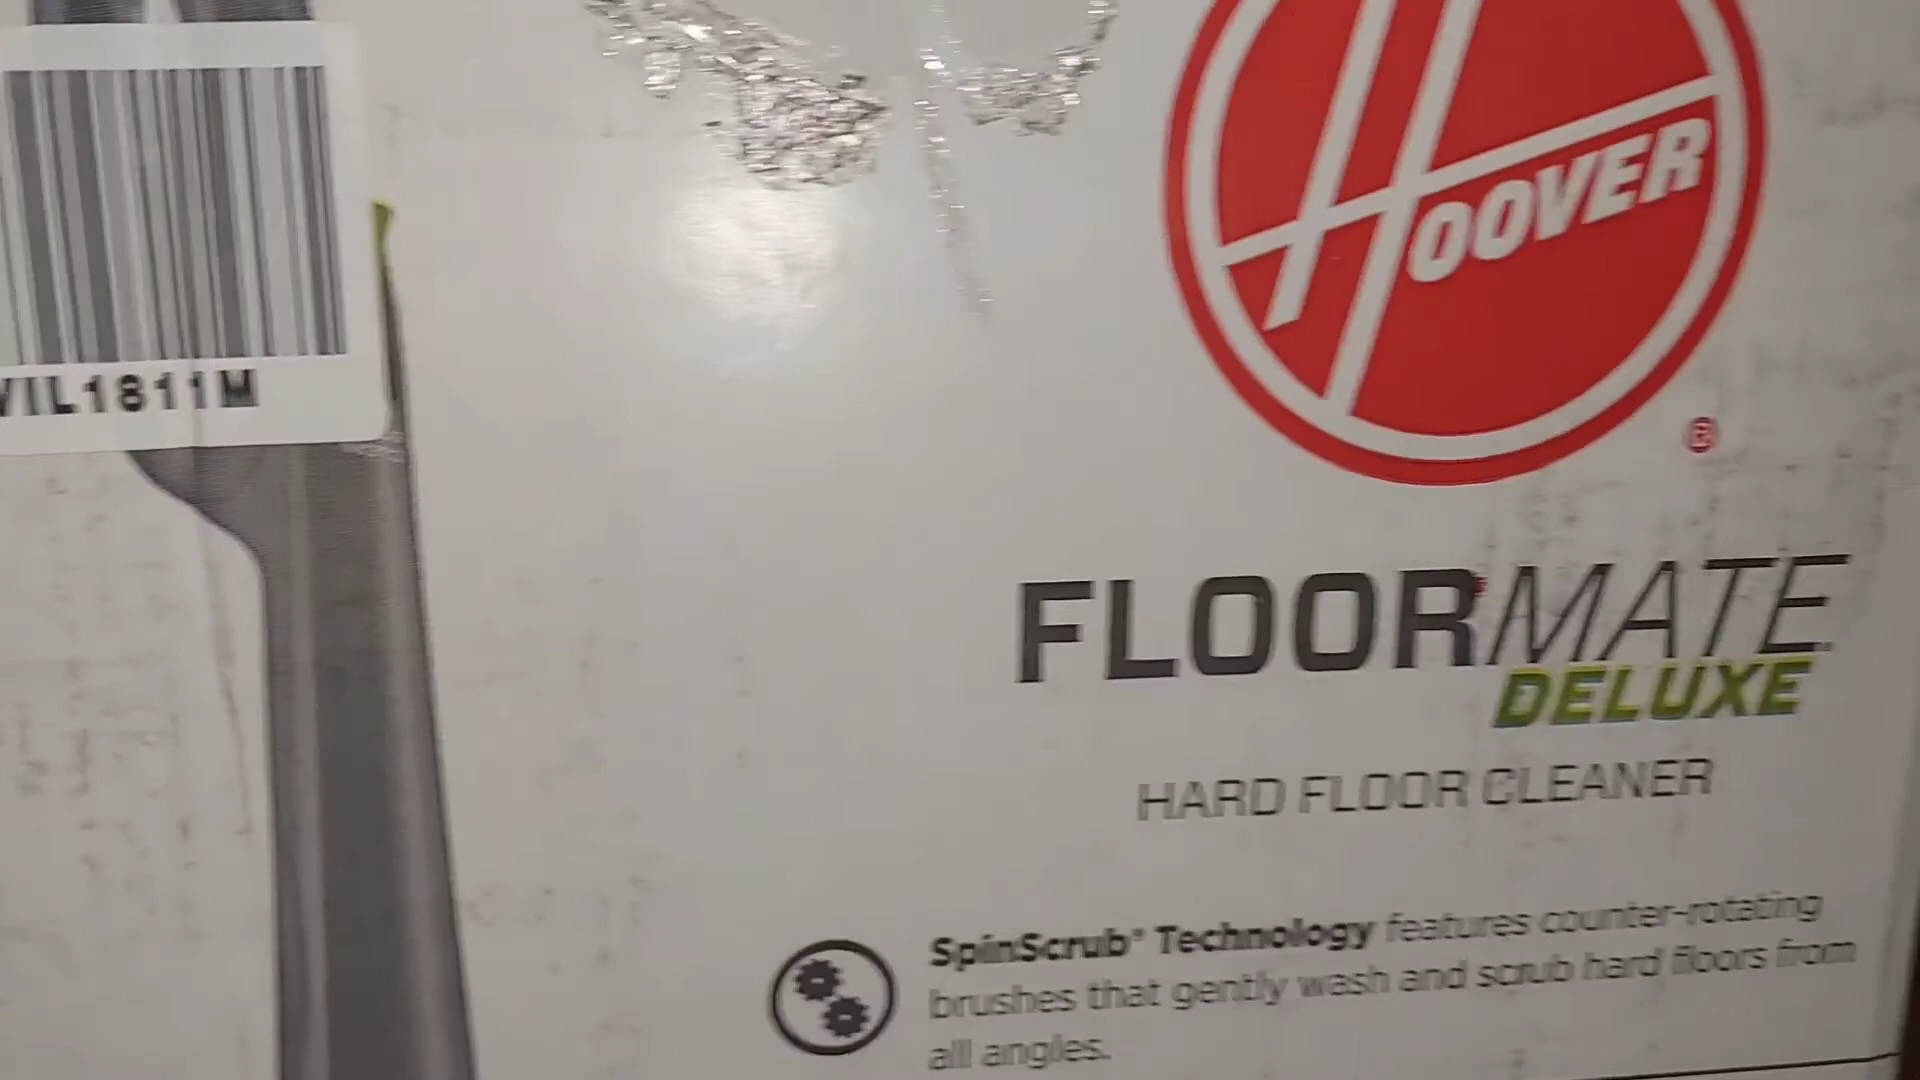 HOOVER
®
VIL1811M
FLOORMATE
DELUXE
HARD FLOOR CLEANER
SpinScrub® Technology features counter-rotating
brushes that gently wash and scrub hard floors from
all angles.